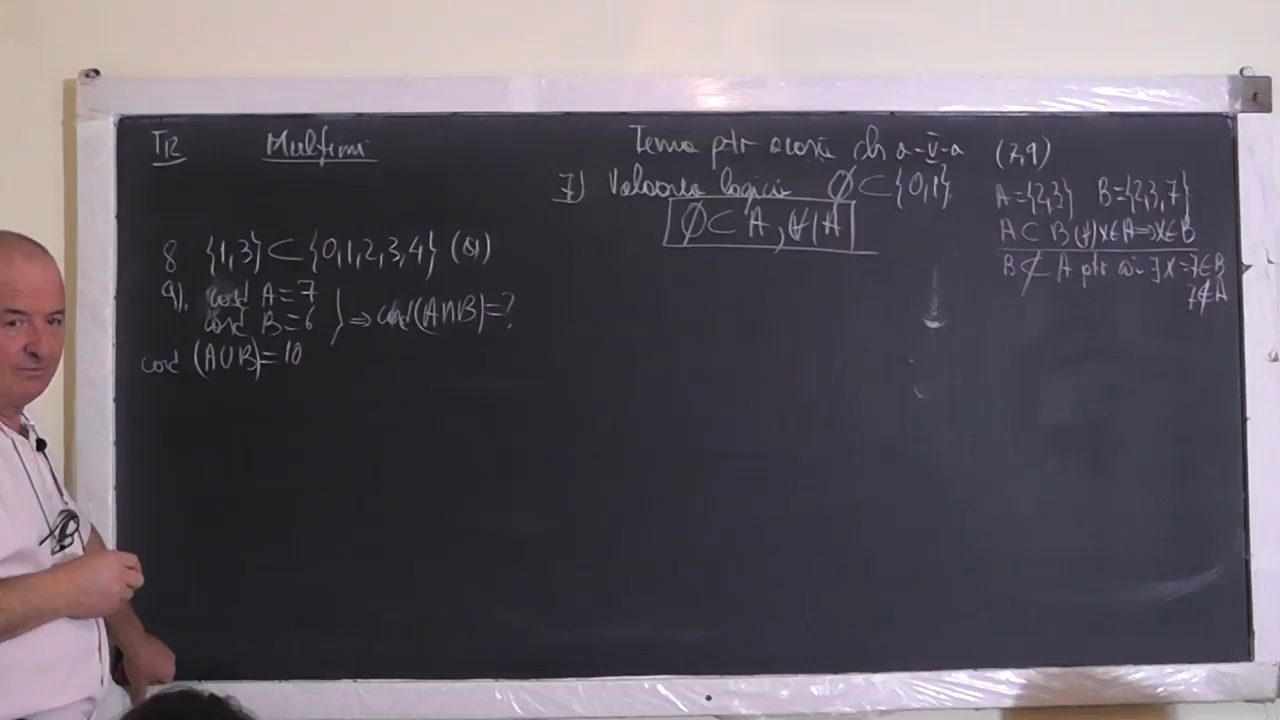 TR Mulțimi
8 {1,3} ⊂ {0,1,2,3,4} (A)
9). card A = 7
card B = 6 } ⇒ card (A∩B) = ?
card (A∪B) = 10
Tema ptr acasă cls a-V-a (7,9)
7) Valoarea logică ∅ ⊂ {0,1}
∅ ⊂ A, (∀) A
A = {2,3} B = {2,3,7}
A ⊂ B (∀) x ∈ A ⇒ x ∈ B
B ⊄ A ptr că ∃ x = 7 ∈ B
7 ∉ A